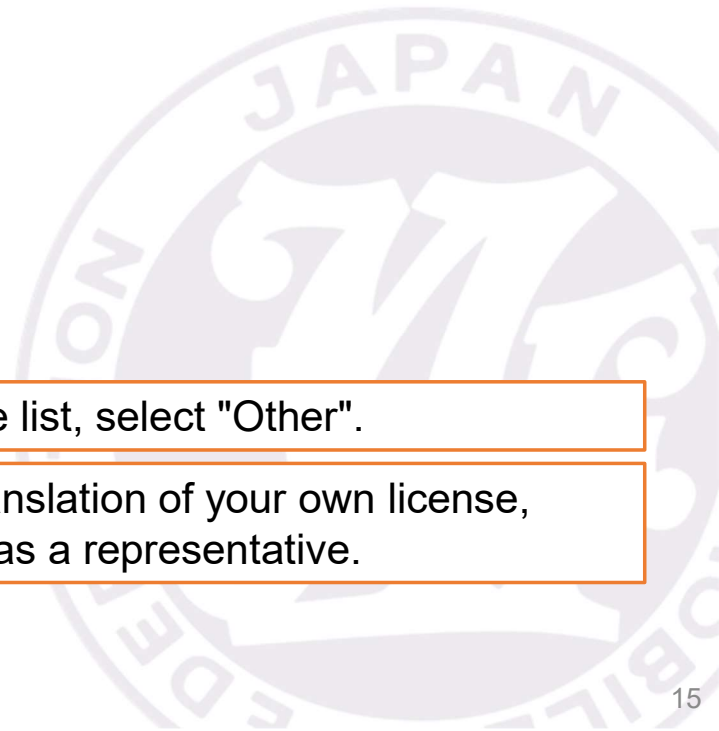 JAPAN
e list, select "Other".
nslation of your own license,
as a representative.
15